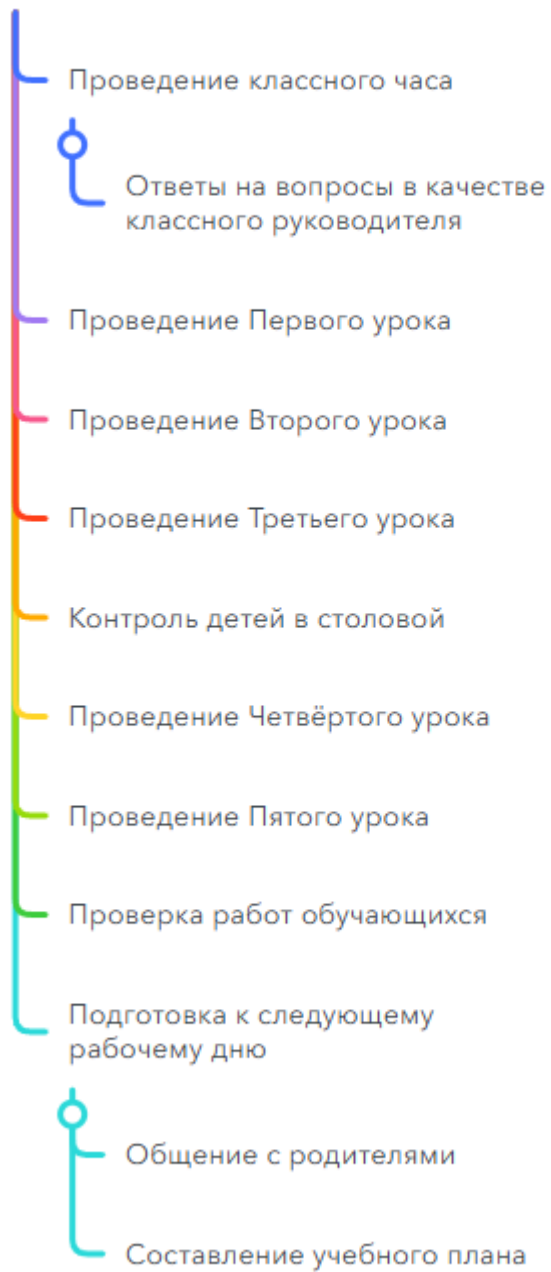 Проведение классного часа
Ответы на вопросы в качестве
классного руководителя
Проведение Первого урока
Проведение Второго урока
Проведение Третьего урока
Контроль детей в столовой
Проведение Четвёртого урока
Проведение Пятого урока
Проверка работ обучающихся
Подготовка к следующему
рабочему дню
Общение с родителями
Составление учебного плана